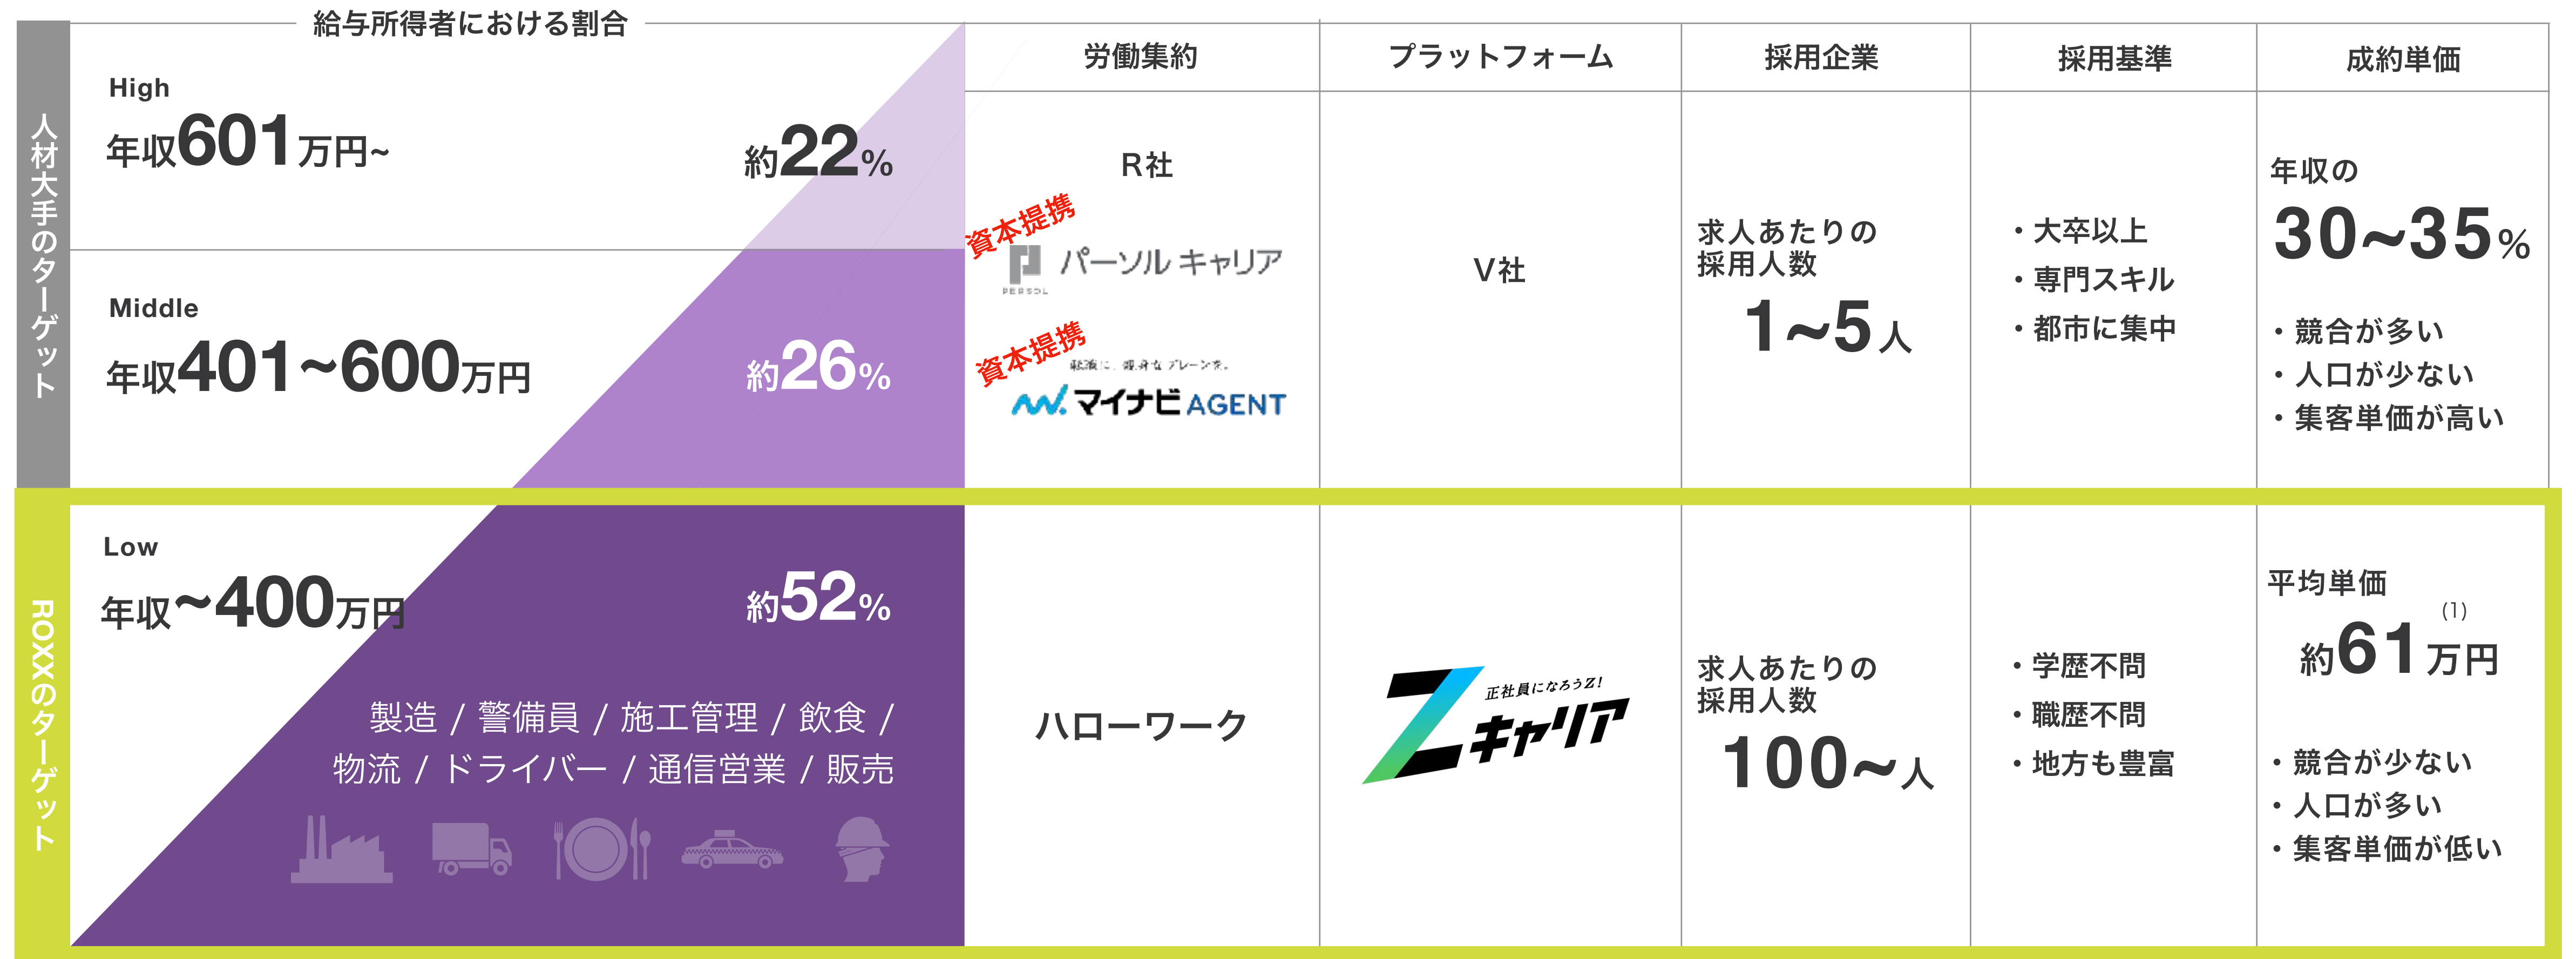 給与所得者における割合
労働集約
プラットフォーム
採用企業
採用基準
成約単価
人材大手のターゲット
High
年収601万円~
約22%
Middle
年収401~600万円
約26%
R社
資本提携
パーソル キャリア
PERSOL
資本提携
転職に、親身なブレーンを。
マイナビ AGENT
V社
求人あたりの
採用人数
1~5人
・大卒以上
・専門スキル
・都市に集中
年収の
30~35%
・競合が多い
・人口が少ない
・集客単価が高い
ROXXのターゲット
Low
年収~400万円
約52%
製造 / 警備員 / 施工管理 / 飲食 /
物流 / ドライバー / 通信営業 / 販売
ハローワーク
正社員になろうZ!
Zキャリア
求人あたりの
採用人数
100~人
・学歴不問
・職歴不問
・地方も豊富
平均単価
(1)
約61万円
・競合が少ない
・人口が多い
・集客単価が低い